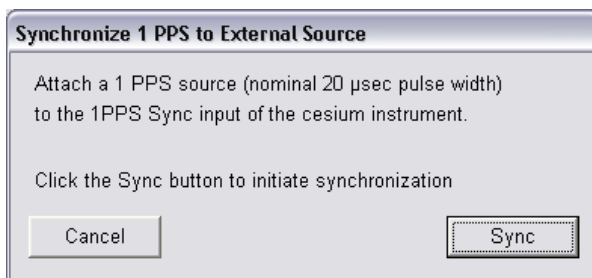 Synchronize 1 PPS to External Source
Attach a 1 PPS source (nominal 20 µsec pulse width)
to the 1PPS Sync input of the cesium instrument.
Click the Sync button to initiate synchronization
Cancel
Sync